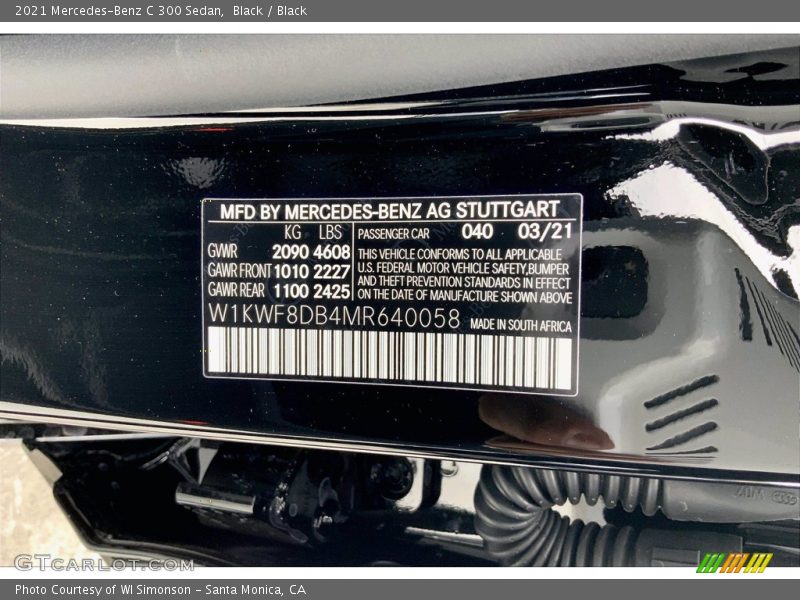 2021 Mercedes-Benz C 300 Sedan, Black / Black
MFD BY MERCEDES-BENZ AG STUTTGART
KG LBS
GWR 2090 4608
GAWR FRONT 1010 2227
GAWR REAR 1100 2425
PASSENGER CAR 040 03/21
THIS VEHICLE CONFORMS TO ALL APPLICABLE
U.S. FEDERAL MOTOR VEHICLE SAFETY,BUMPER
AND THEFT PREVENTION STANDARDS IN EFFECT
ON THE DATE OF MANUFACTURE SHOWN ABOVE
W1KWF8DB4MR640058 MADE IN SOUTH AFRICA
GTCARLOT.COM
Photo Courtesy of WI Simonson - Santa Monica, CA